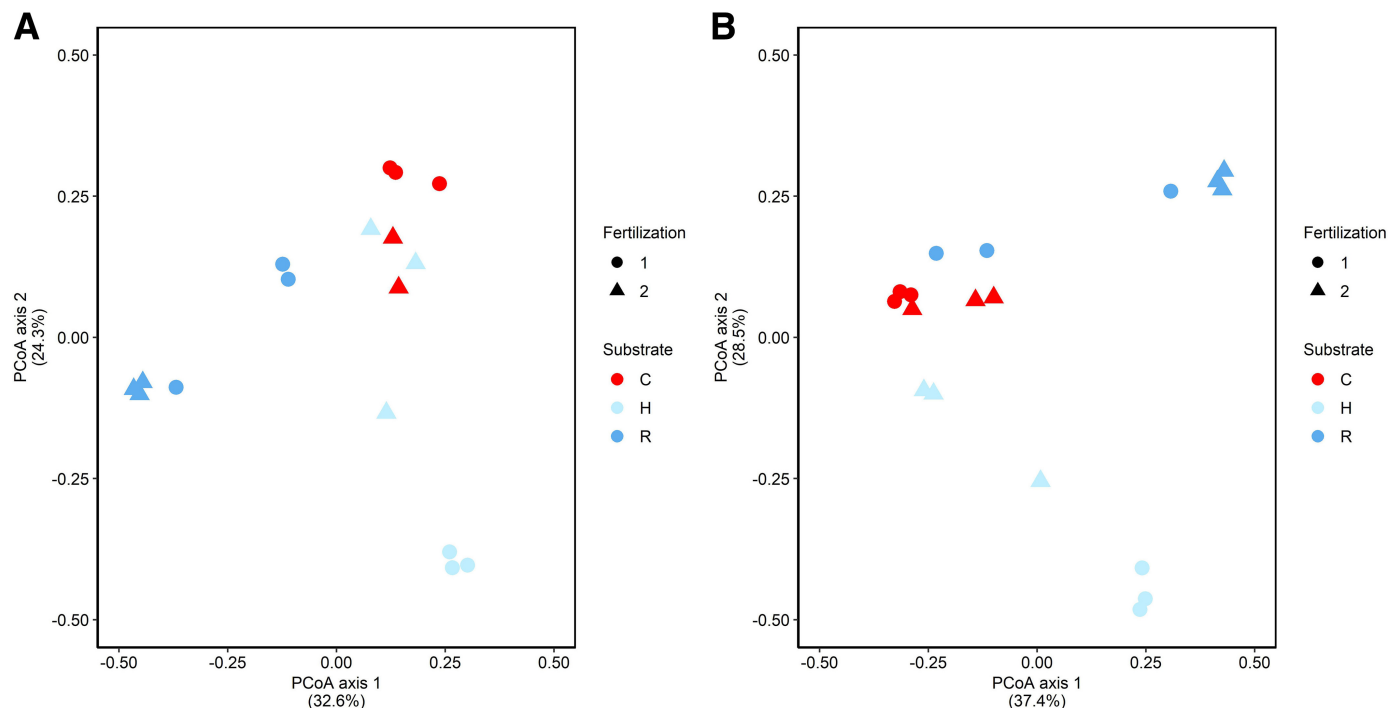 A
0.50
0.25
0.00
-0.25
-0.50
PCoA axis 2
(24.3%)
-0.50 -0.25 0.00 0.25 0.50
PCoA axis 1
(32.6%)
Fertilization
1
2
Substrate
C
H
R
B
0.50
0.25
0.00
-0.25
-0.50
PCoA axis 2
(28.5%)
-0.50 -0.25 0.00 0.25 0.50
PCoA axis 1
(37.4%)
Fertilization
1
2
Substrate
C
H
R